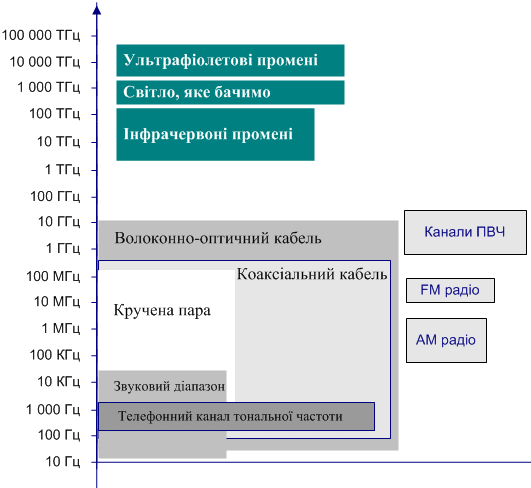 100 000 ТГц
10 000 ТГц
1 000 ТГц
100 ТГц
10 ТГц
1 ТГц
100 ГГц
10 ГГц
1 ГГц
100 МГц
10 МГц
1 МГц
100 КГц
10 КГц
1 000 Гц
100 Гц
10 Гц
Ультрафіолетові промені
Світло, яке бачимо
Інфрачервоні промені
Волоконно-оптичний кабель
Коаксіальний кабель
Кручена пара
Звуковий діапазон
Телефонний канал тональної частоти
Канали ПВЧ
FM радіо
АМ радіо